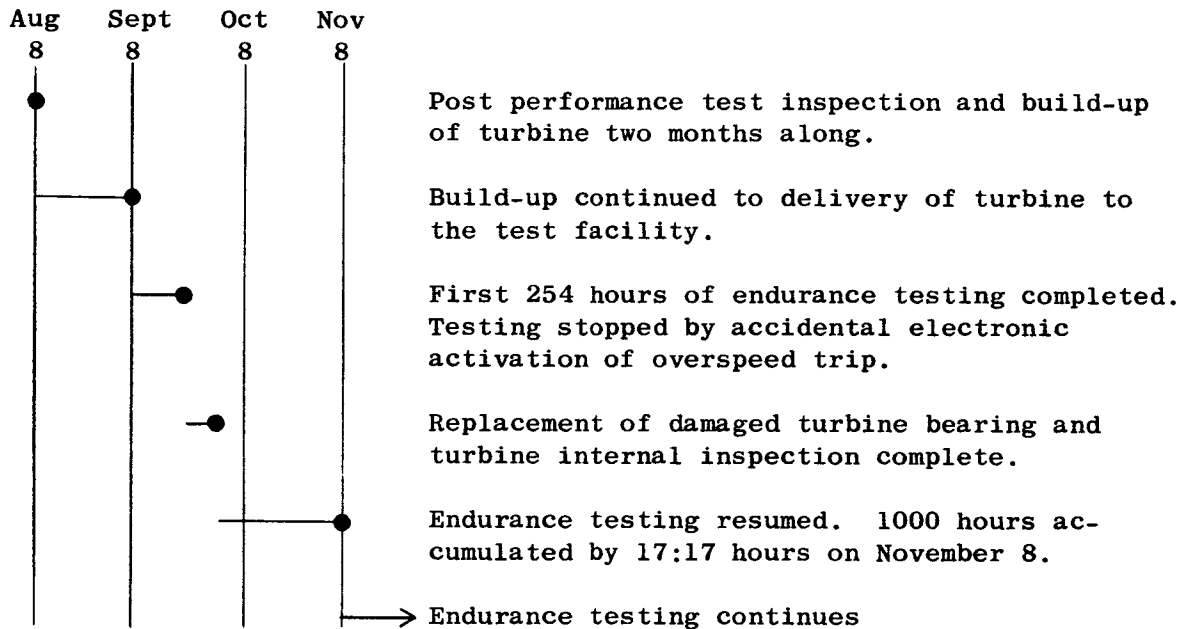 Aug Sept Oct Nov
8 8 8 8
Post performance test inspection and build-up
of turbine two months along.
Build-up continued to delivery of turbine to
the test facility.
First 254 hours of endurance testing completed.
Testing stopped by accidental electronic
activation of overspeed trip.
Replacement of damaged turbine bearing and
turbine internal inspection complete.
Endurance testing resumed. 1000 hours ac-
cumulated by 17:17 hours on November 8.
Endurance testing continues